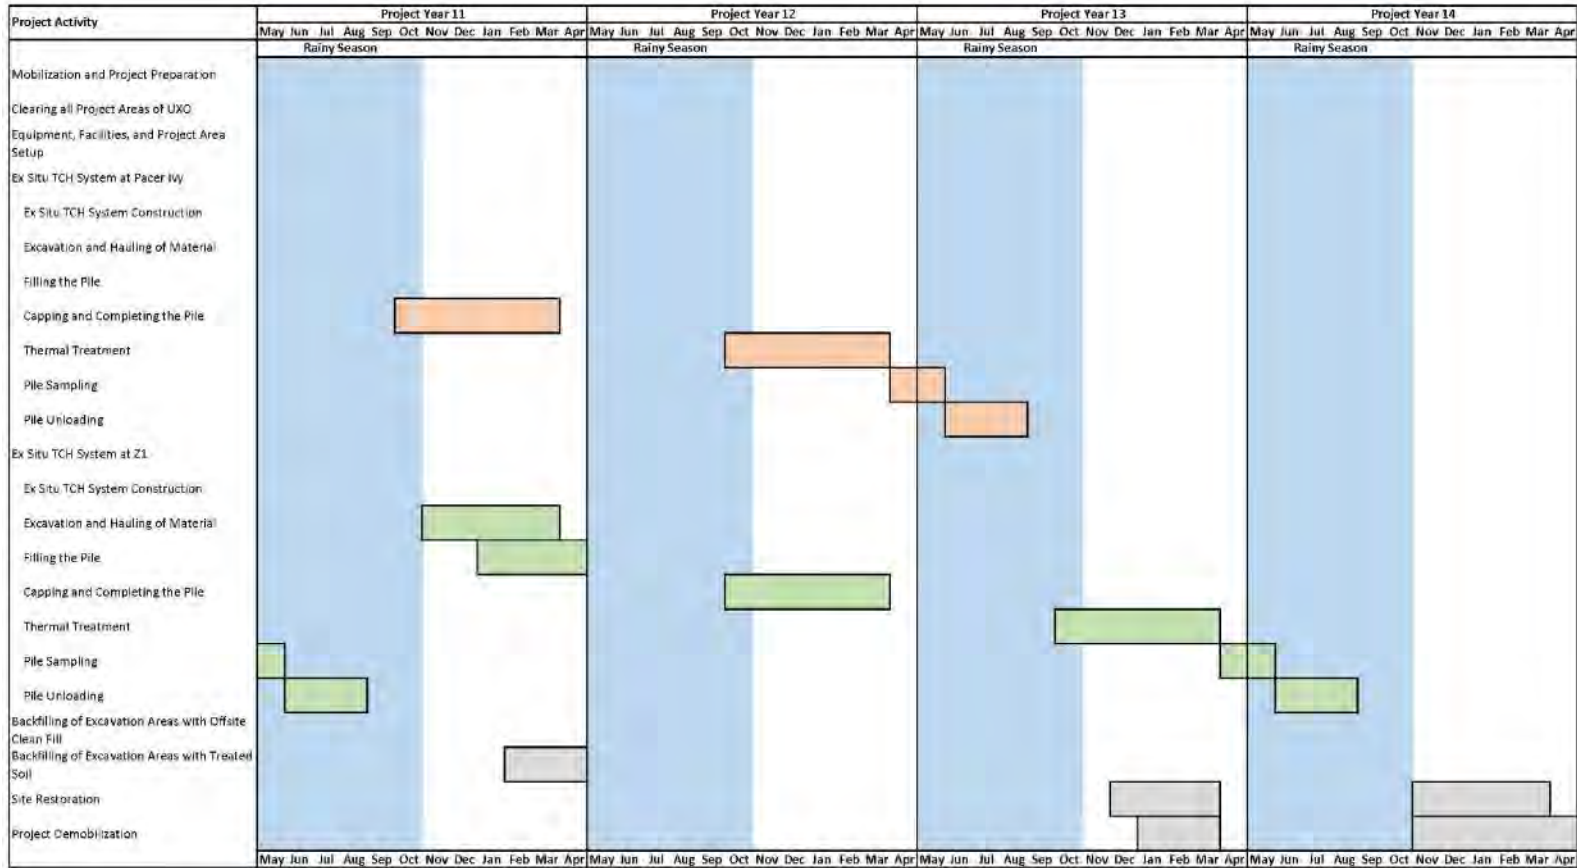 Project Activity
Project Year 11 Project Year 12 Project Year 13 Project Year 14
May Jun Jul Aug Sep Oct Nov Dec Jan Feb Mar Apr May Jun Jul Aug Sep Oct Nov Dec Jan Feb Mar Apr May Jun Jul Aug Sep Oct Nov Dec Jan Feb Mar Apr May Jun Jul Aug Sep Oct Nov Dec Jan Feb Mar Apr
Rainy Season Rainy Season Rainy Season Rainy Season
Mobilization and Project Preparation
Clearing all Project Areas of UXO
Equipment, Facilities, and Project Area
Setup
Ex Situ TCH System at Pacer Ivy
Ex Situ TCH System Construction
Excavation and Hauling of Material
Filling the Pile
Capping and Completing the Pile
Thermal Treatment
Pile Sampling
Pile Unloading
Ex Situ TCH System at Z1
Ex Situ TCH System Construction
Excavation and Hauling of Material
Filling the Pile
Capping and Completing the Pile
Thermal Treatment
Pile Sampling
Pile Unloading
Backfilling of Excavation Areas with Offsite
Clean Fill
Backfilling of Excavation Areas with Treated
Soil
Site Restoration
Project Demobilization
May Jun Jul Aug Sep Oct Nov Dec Jan Feb Mar Apr May Jun Jul Aug Sep Oct Nov Dec Jan Feb Mar Apr May Jun Jul Aug Sep Oct Nov Dec Jan Feb Mar Apr May Jun Jul Aug Sep Oct Nov Dec Jan Feb Mar Apr